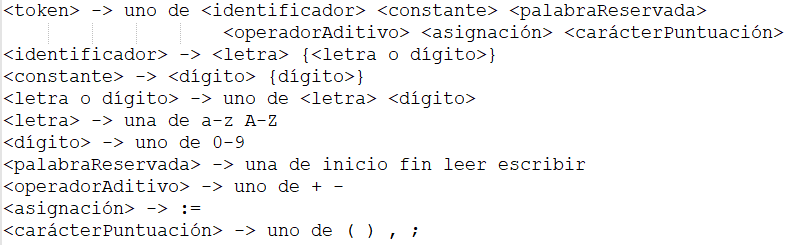 <token> -> uno de <identificador> <constante> <palabraReservada>
<operadorAditivo> <asignación> <carácterPuntuación>
<identificador> -> <letra> {<letra o dígito>}
<constante> -> <dígito> {dígito>}
<letra o dígito> -> uno de <letra> <dígito>
<letra> -> una de a-z A-Z
<dígito> -> uno de 0-9
<palabraReservada> -> una de inicio fin leer escribir
<operadorAditivo> -> uno de + -
<asignación> -> :=
<carácterPuntuación> -> uno de ( ) , ;